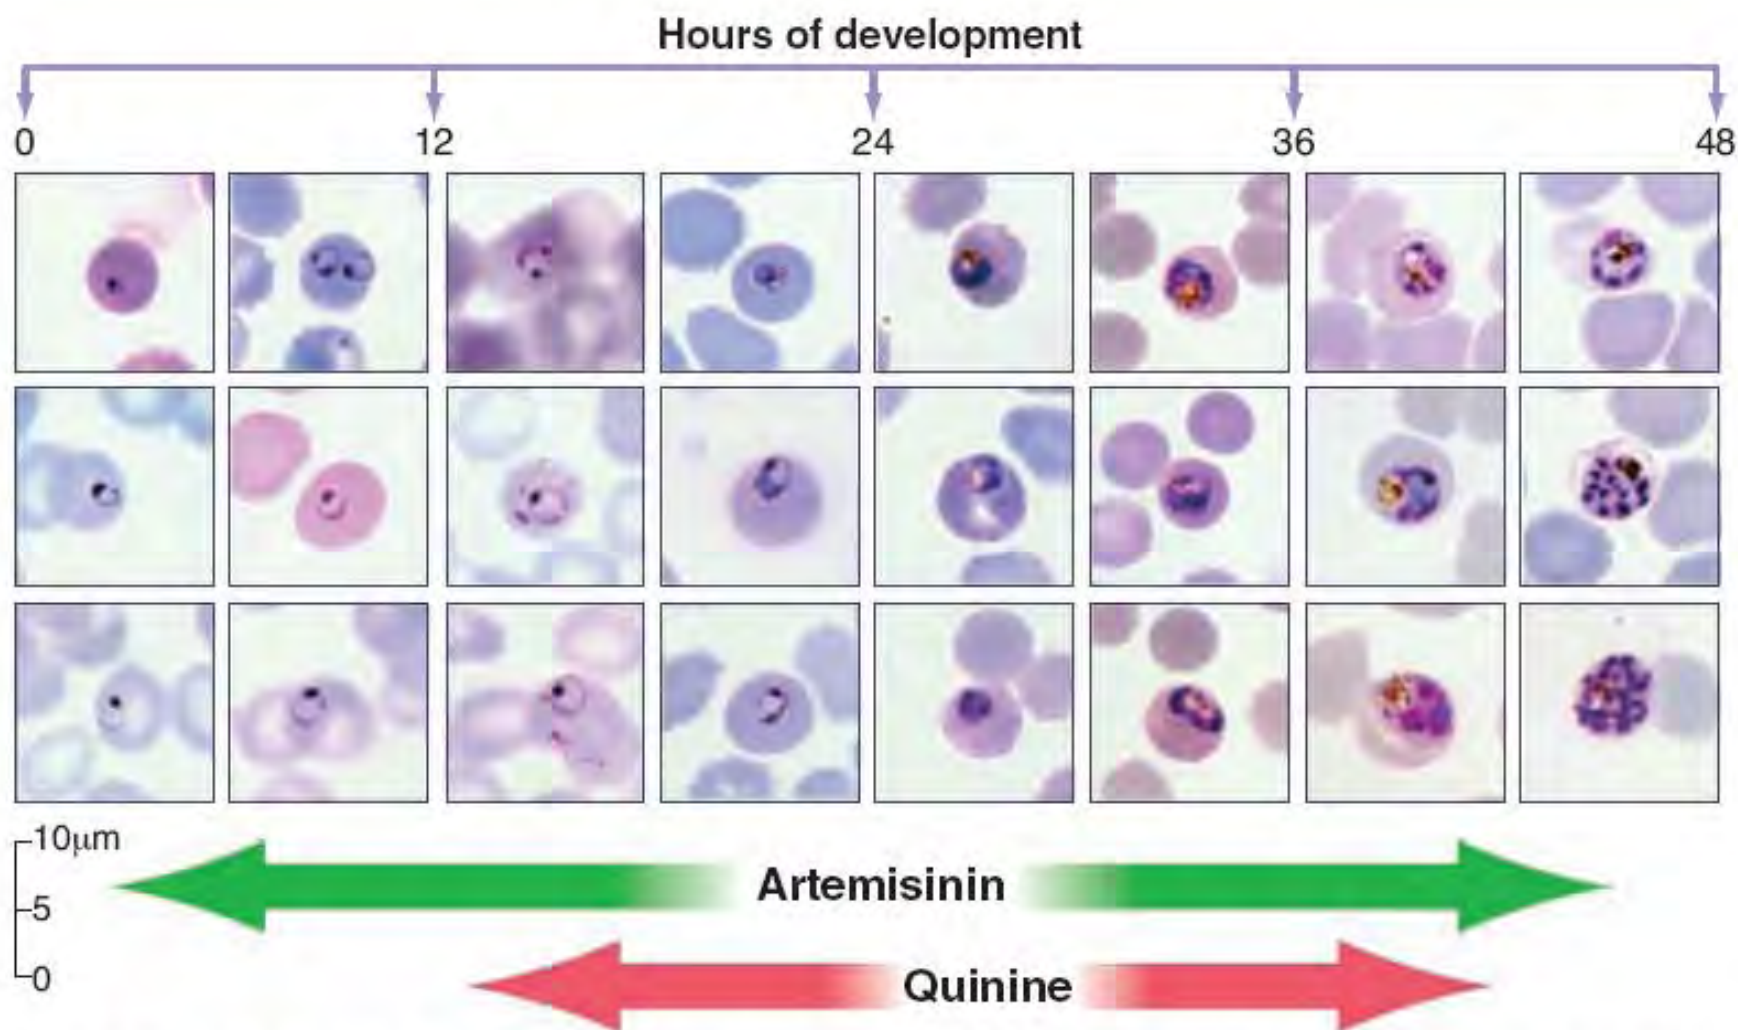 Hours of development
0 12 24 36 48
10µm
5
0
Artemisinin
Quinine